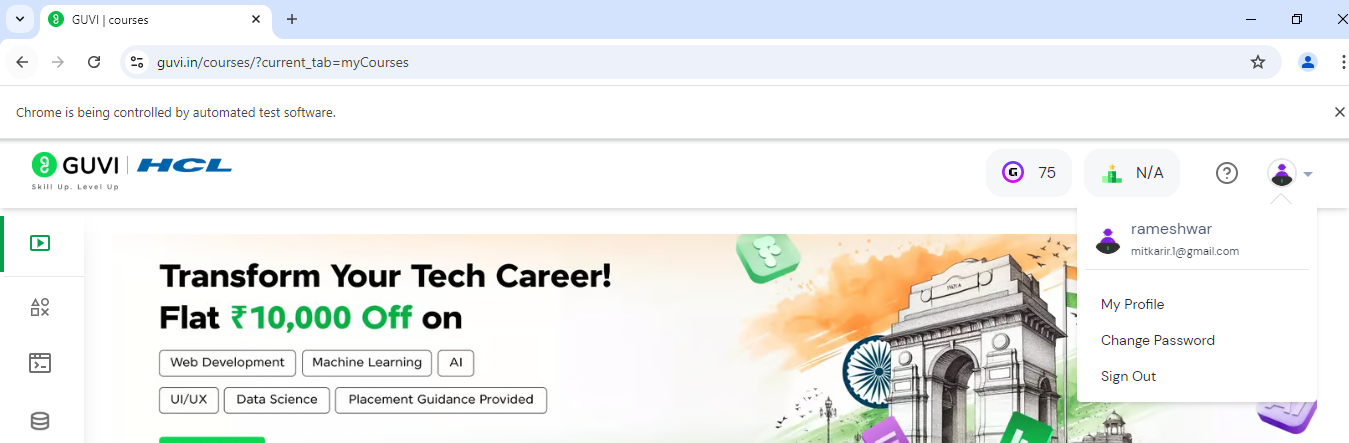 GUVI | courses
guvi.in/courses/?current_tab=myCourses
Chrome is being controlled by automated test software.
GUVI | HCL
Skill Up. Level Up
G 75
N/A
rameshwar
mitkarir.1@gmail.com
My Profile
Change Password
Sign Out
Transform Your Tech Career!
Flat ₹10,000 Off on
Web Development Machine Learning AI
UI/UX Data Science Placement Guidance Provided
INDIA